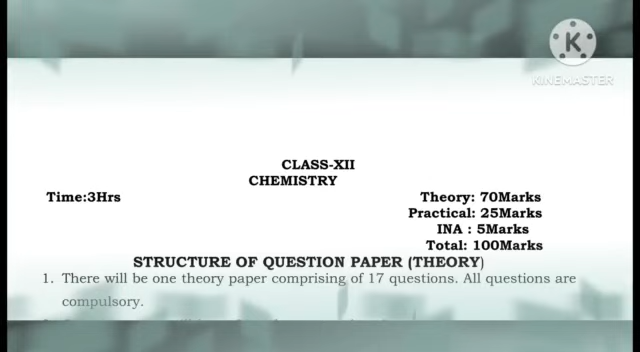 K
KINEMASTER
CLASS-XII
CHEMISTRY
Time:3Hrs Theory: 70Marks
Practical: 25Marks
INA : 5Marks
Total: 100Marks
STRUCTURE OF QUESTION PAPER (THEORY)
1. There will be one theory paper comprising of 17 questions. All questions are
compulsory.